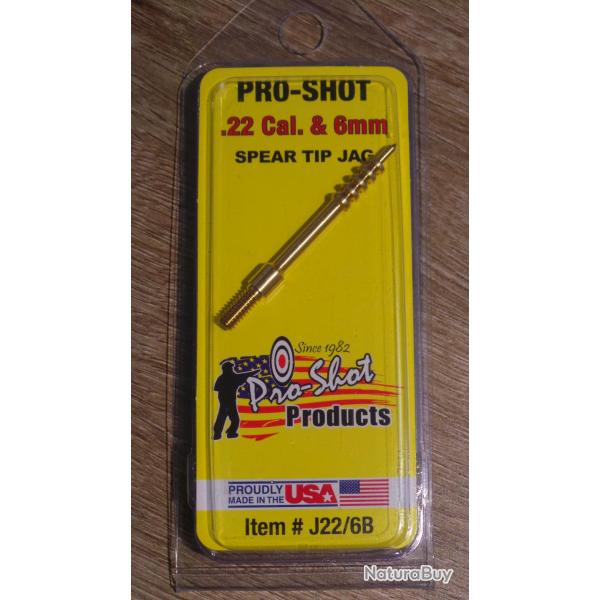 PRO-SHOT
.22 Cal. & 6mm
SPEAR TIP JAG
Since 1982
Pro-Shot
Products
PROUDLY
MADE IN THE
USA
Item # J22/6B
NaturaBuy